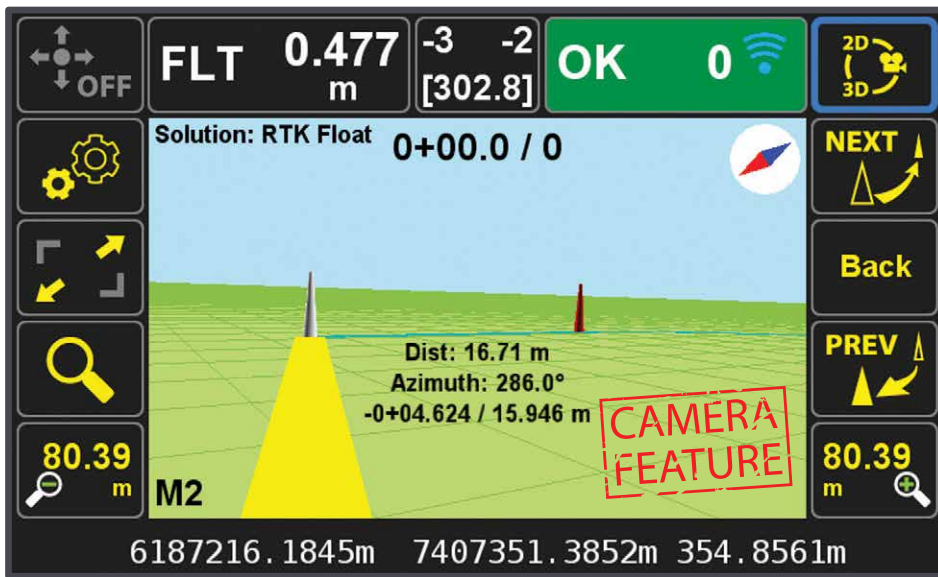 OFF
FLT 0.477 m
-3 -2
[302.8]
OK 0
2D
3D
Solution: RTK Float
0+00.0 / 0
NEXT
Back
PREV
Dist: 16.71 m
Azimuth: 286.0°
-0+04.624 / 15.946 m
CAMERA
FEATURE
80.39
m
M2
80.39
m
6187216.1845m 7407351.3852m 354.8561m